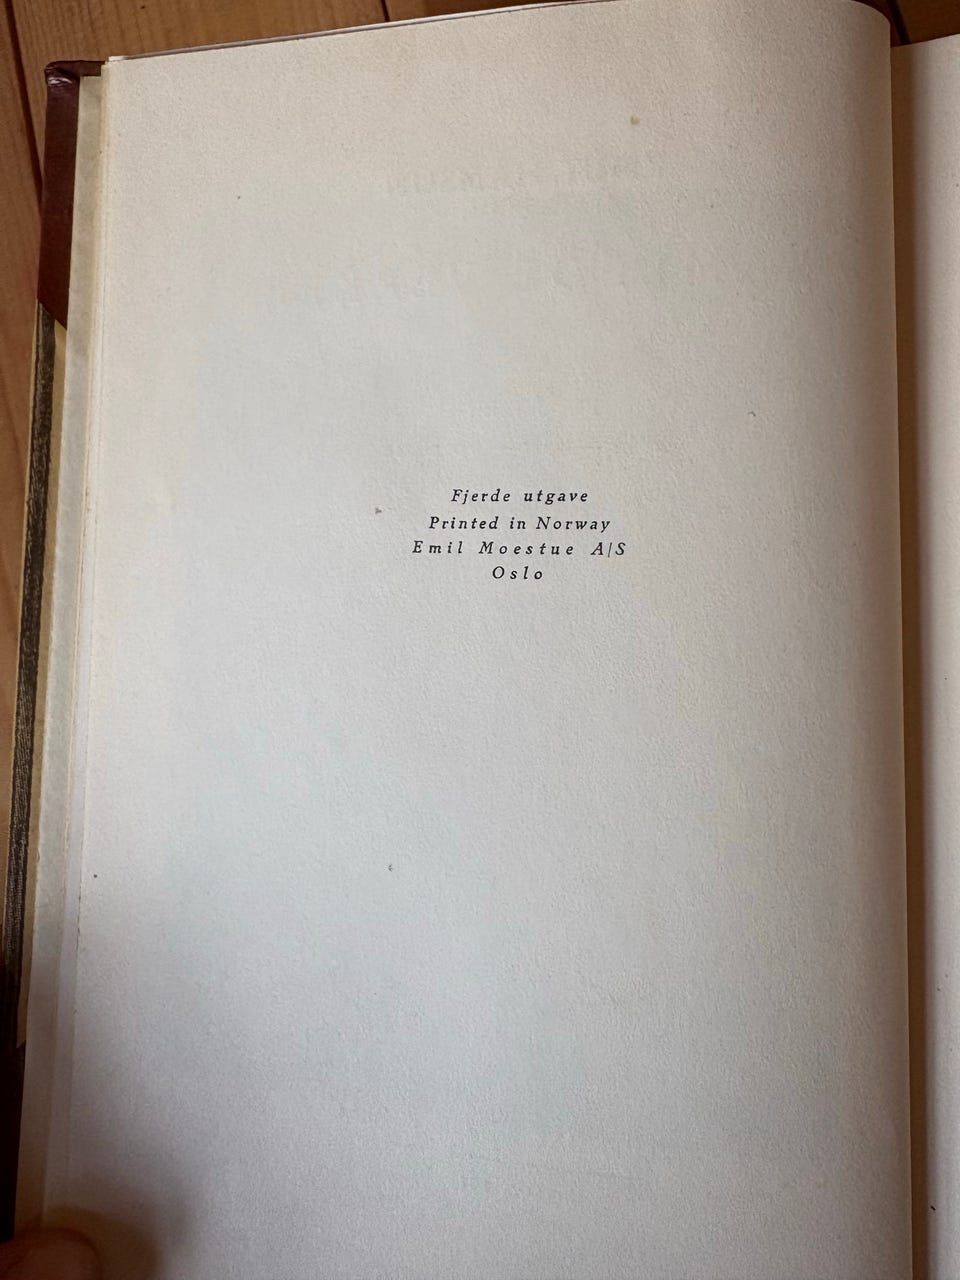 Fjerde utgave
Printed in Norway
Emil Moestue A/S
Oslo